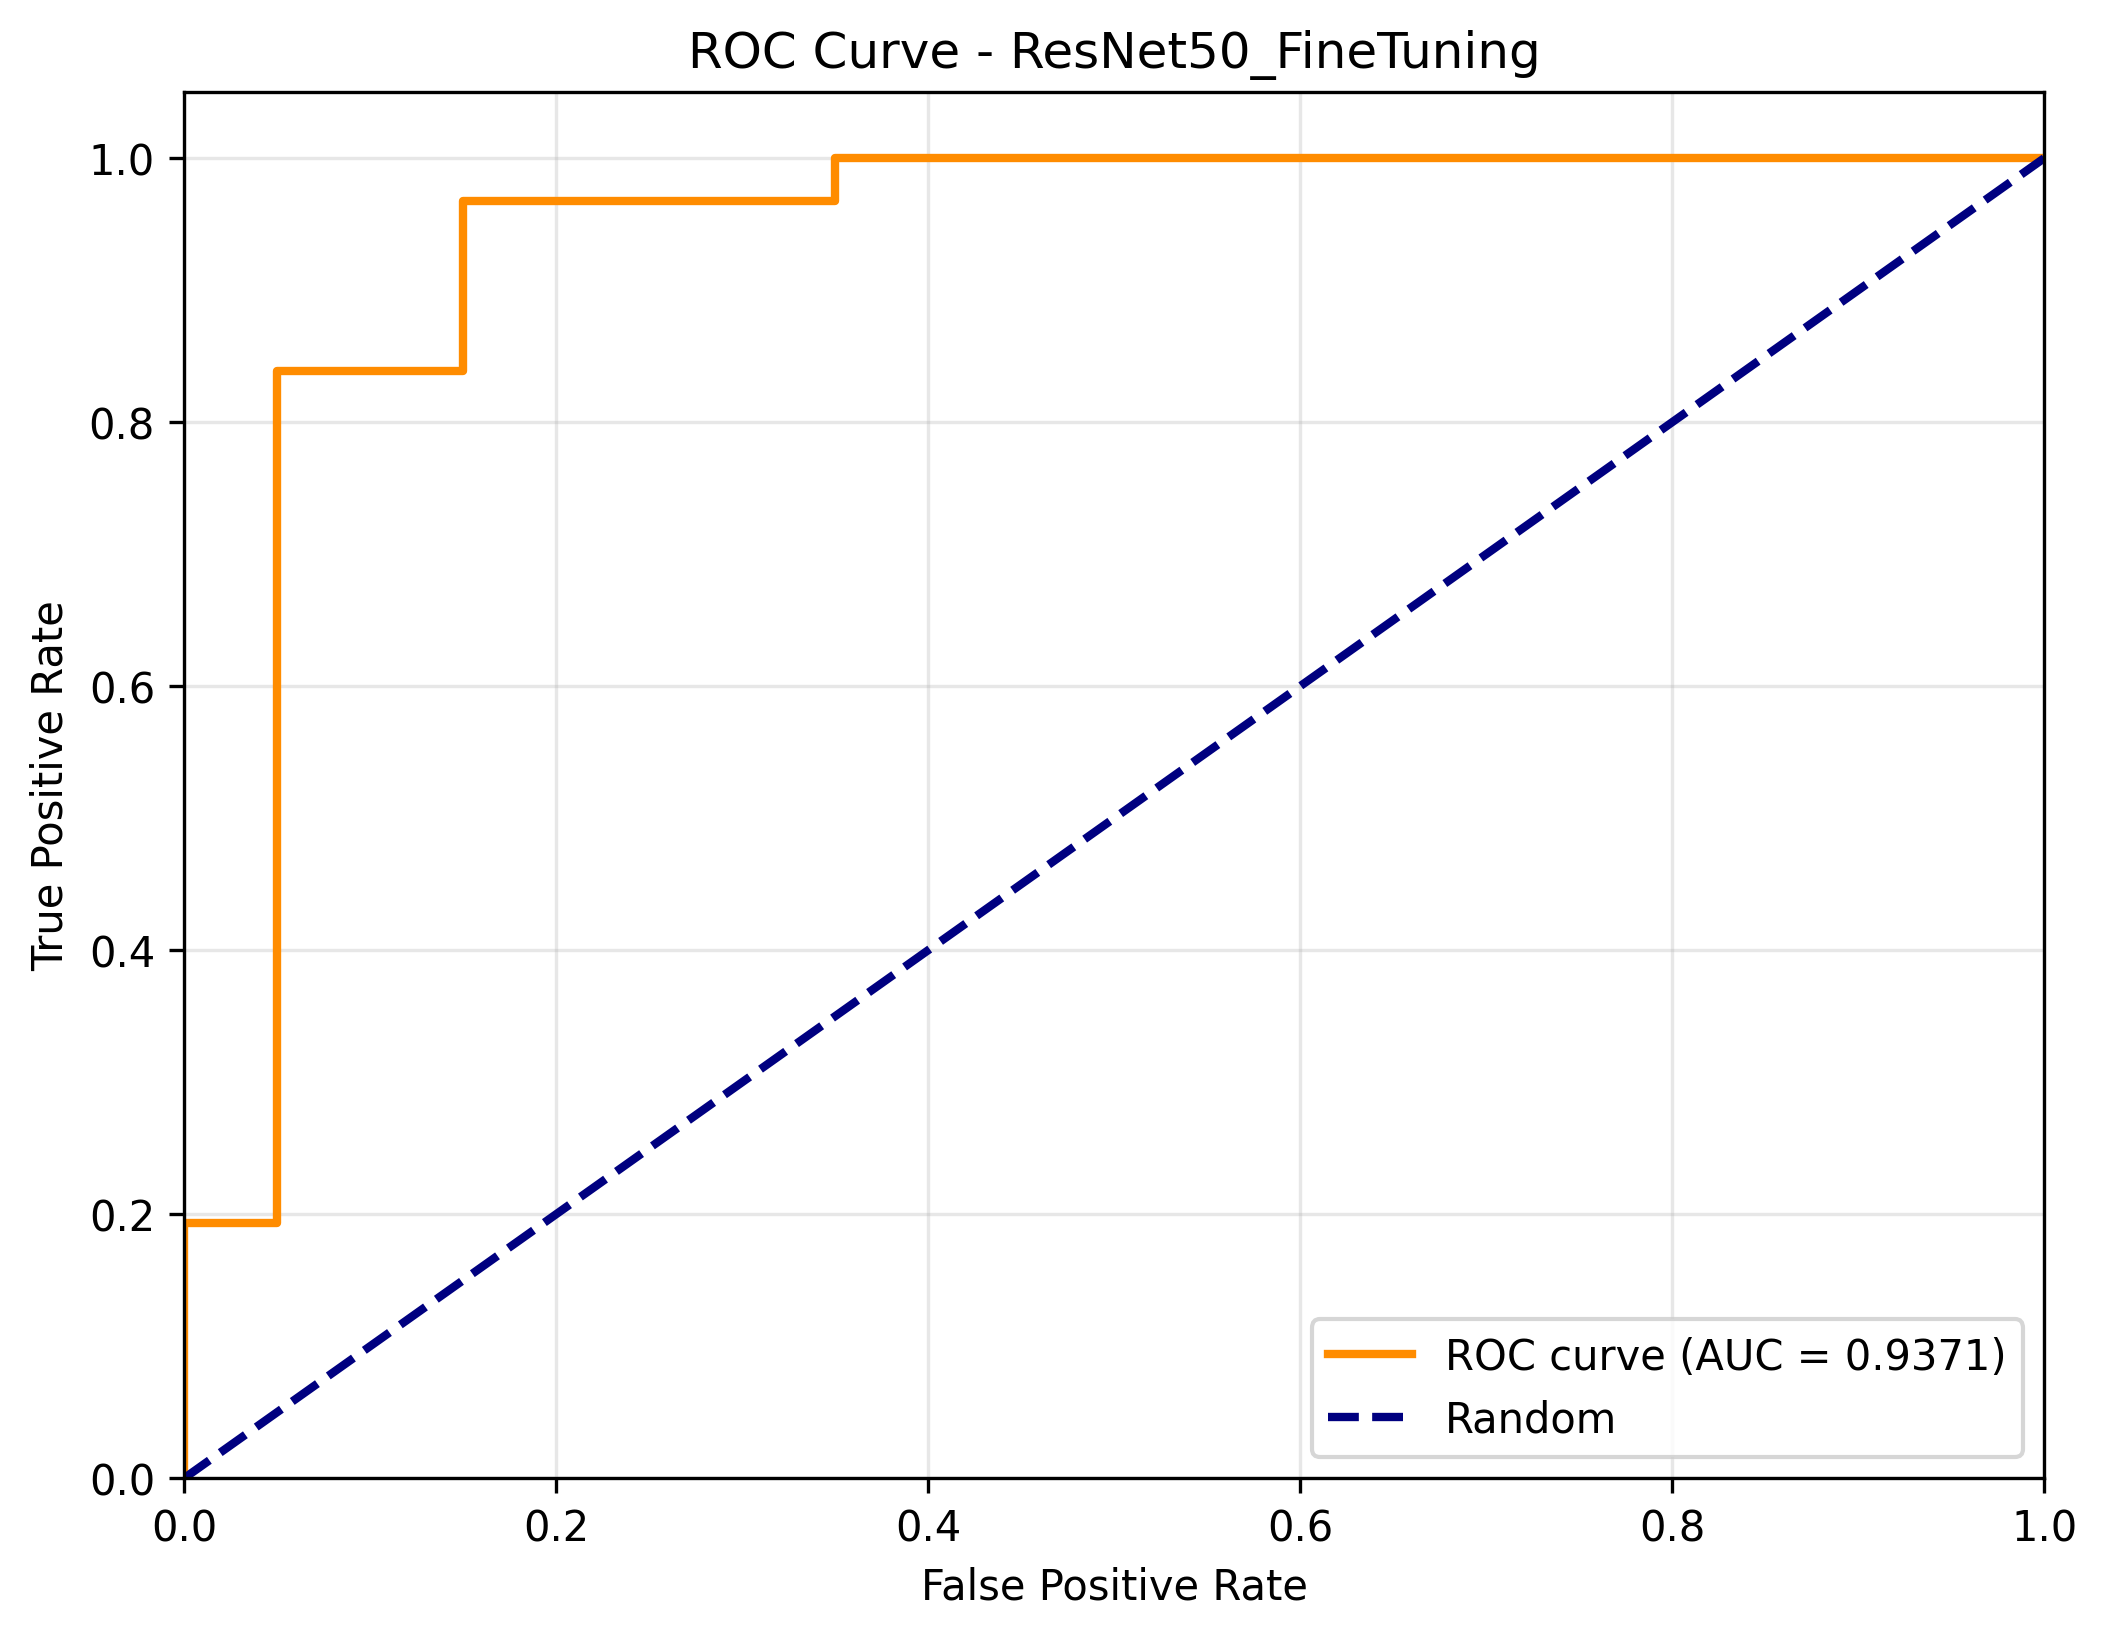 ROC Curve - ResNet50_FineTuning
1.0
0.8
0.6
0.4
0.2
0.0
True Positive Rate
0.0 0.2 0.4 0.6 0.8 1.0
False Positive Rate
ROC curve (AUC = 0.9371)
Random